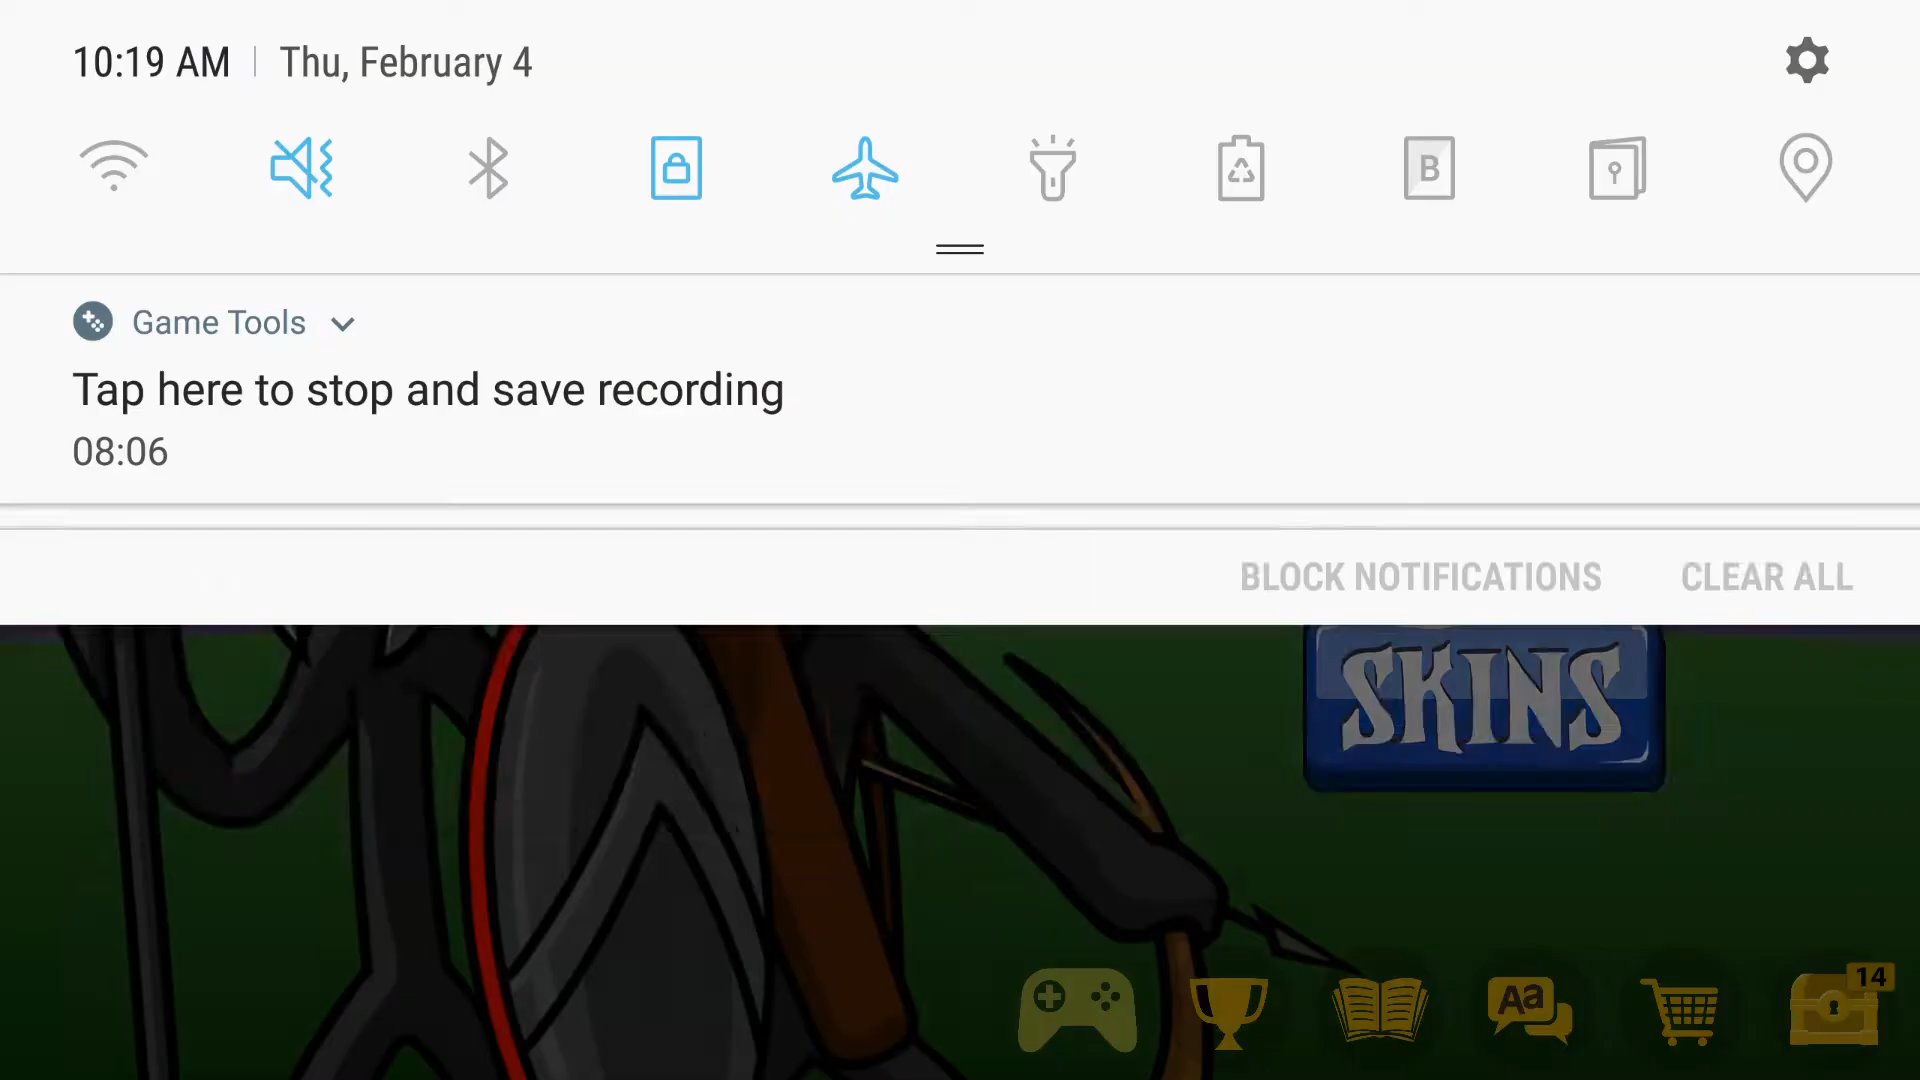 10:19 AM | Thu, February 4
B
Game Tools
Tap here to stop and save recording
08:06
BLOCK NOTIFICATIONS CLEAR ALL
SKINS
Aa
14